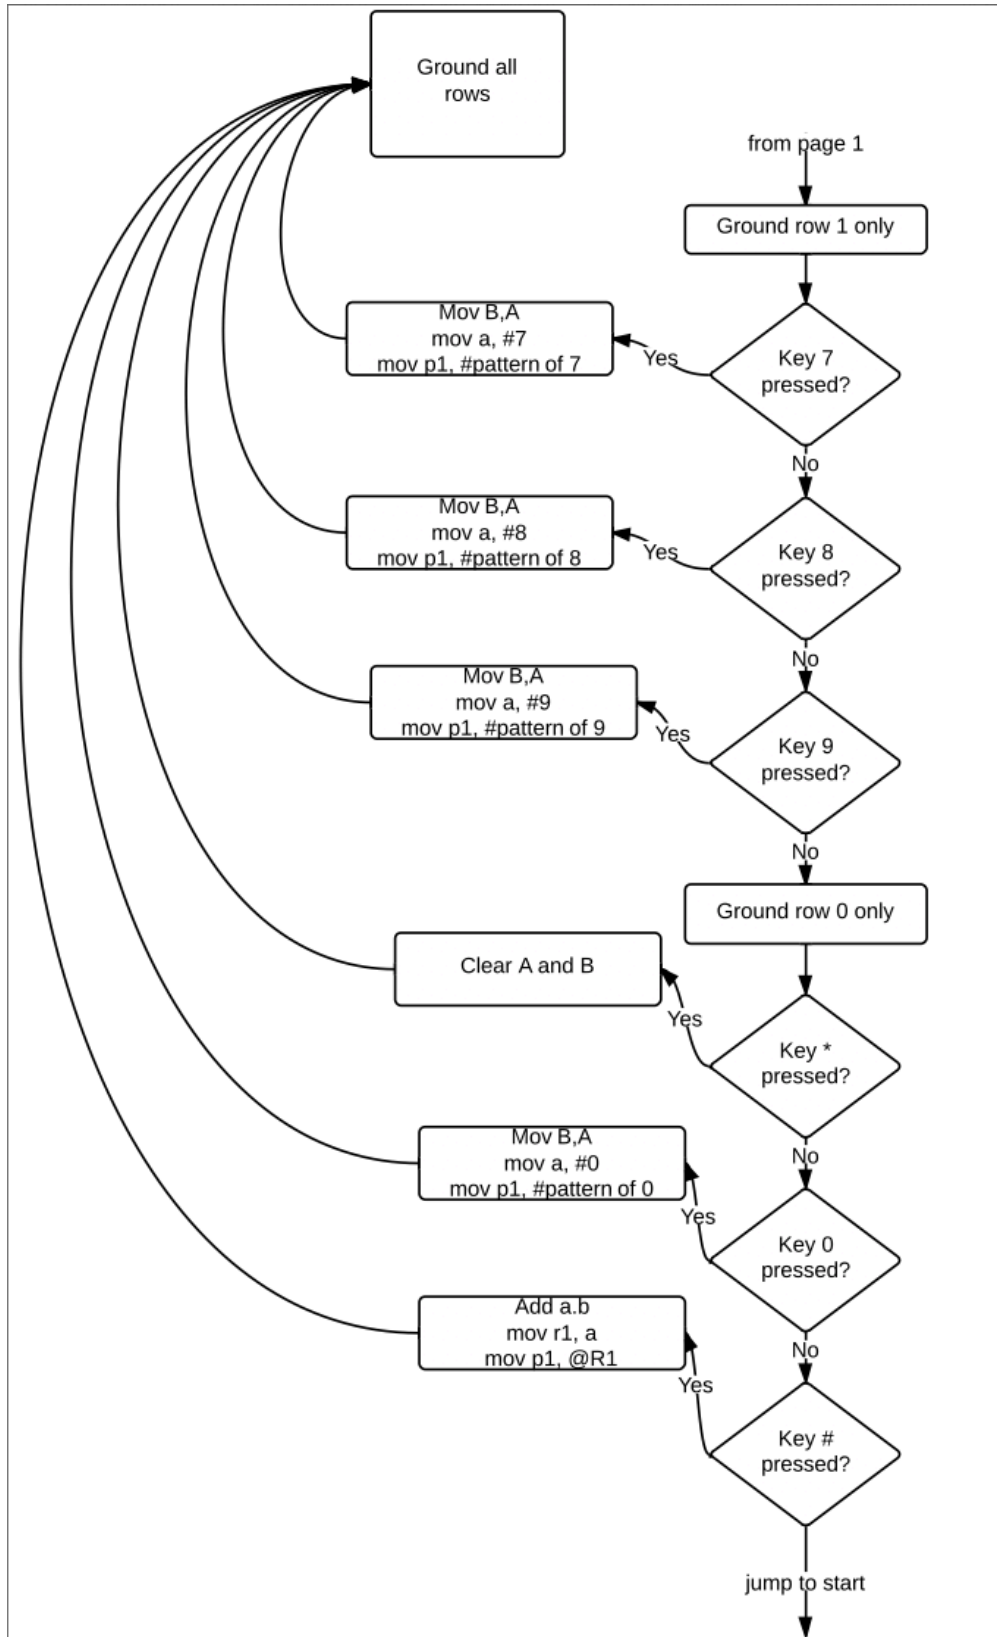 Ground all
rows
from page 1
Ground row 1 only
Mov B,A
mov a, #7
mov p1, #pattern of 7
Yes
Key 7
pressed?
No
Mov B,A
mov a, #8
mov p1, #pattern of 8
Yes
Key 8
pressed?
No
Mov B,A
mov a, #9
mov p1, #pattern of 9
Yes
Key 9
pressed?
No
Ground row 0 only
Clear A and B
Yes
Key *
pressed?
No
Mov B,A
mov a, #0
mov p1, #pattern of 0
Yes
Key 0
pressed?
No
Add a.b
mov r1, a
mov p1, @R1
Yes
Key #
pressed?
jump to start